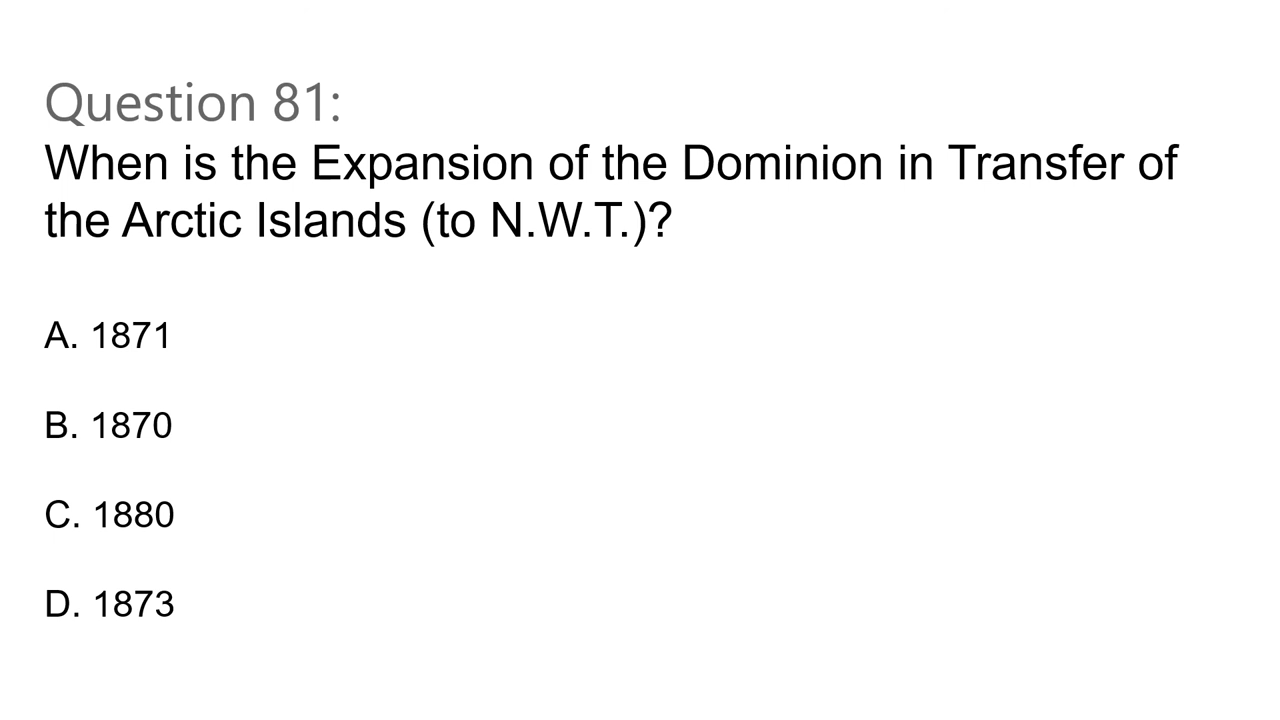 Question 81:
When is the Expansion of the Dominion in Transfer of
the Arctic Islands (to N.W.T.)?
A. 1871
B. 1870
C. 1880
D. 1873